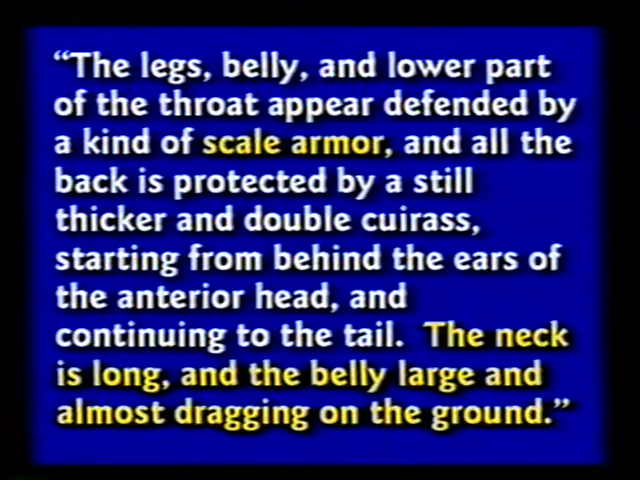 “The legs, belly, and lower part
of the throat appear defended by
a kind of scale armor, and all the
back is protected by a still
thicker and double cuirass,
starting from behind the ears of
the anterior head, and
continuing to the tail. The neck
is long, and the belly large and
almost dragging on the ground.”